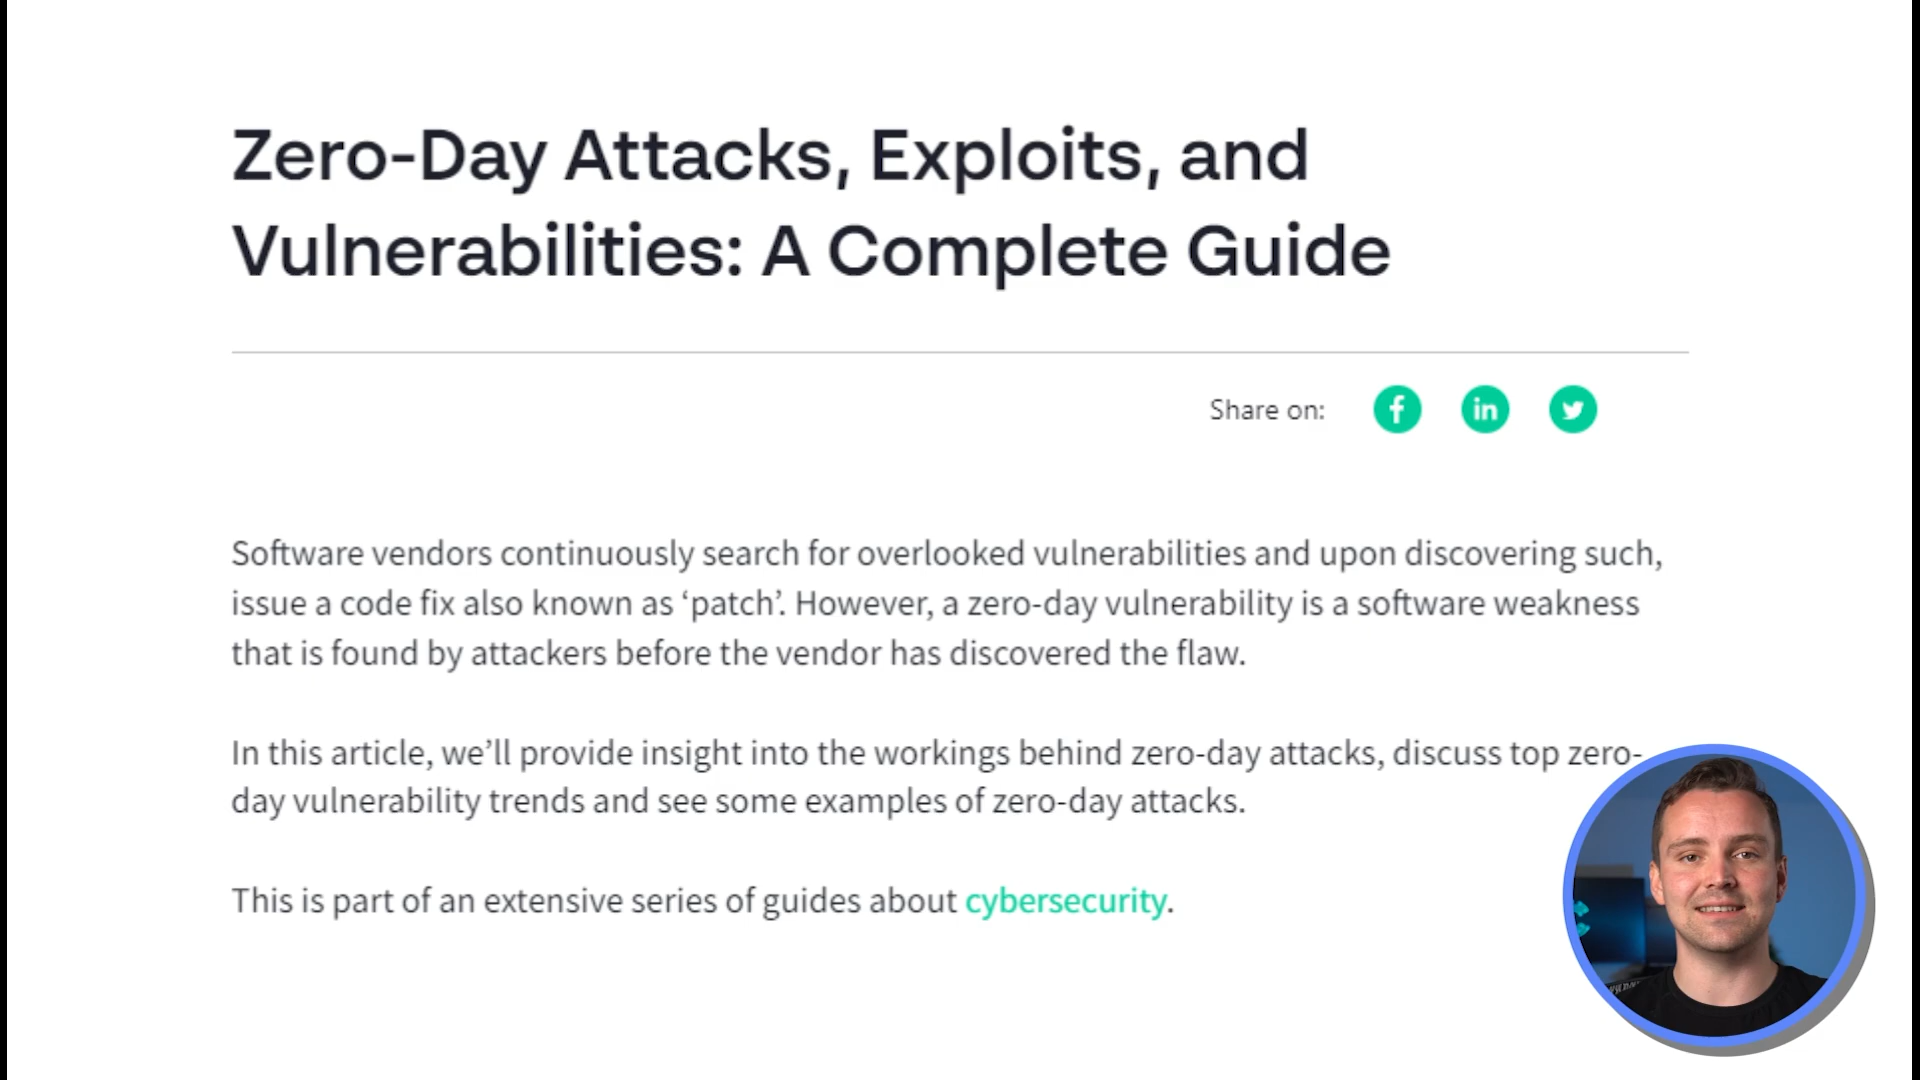 Zero-Day Attacks, Exploits, and
Vulnerabilities: A Complete Guide
Share on:
Software vendors continuously search for overlooked vulnerabilities and upon discovering such,
issue a code fix also known as ‘patch’. However, a zero-day vulnerability is a software weakness
that is found by attackers before the vendor has discovered the flaw.
In this article, we’ll provide insight into the workings behind zero-day attacks, discuss top zero-
day vulnerability trends and see some examples of zero-day attacks.
This is part of an extensive series of guides about cybersecurity.